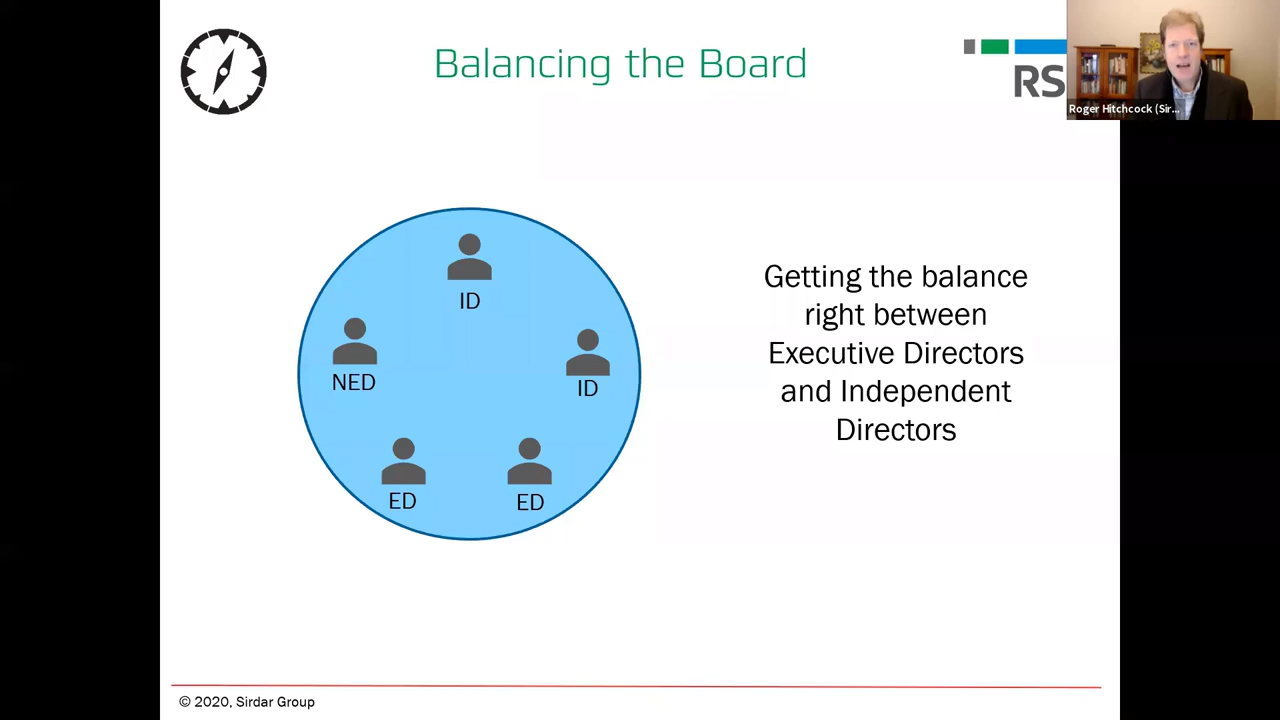 Balancing the Board
RS
Roger Hitchcock (Sir...
ID
NED
ID
ED
ED
Getting the balance
right between
Executive Directors
and Independent
Directors
© 2020, Sirdar Group